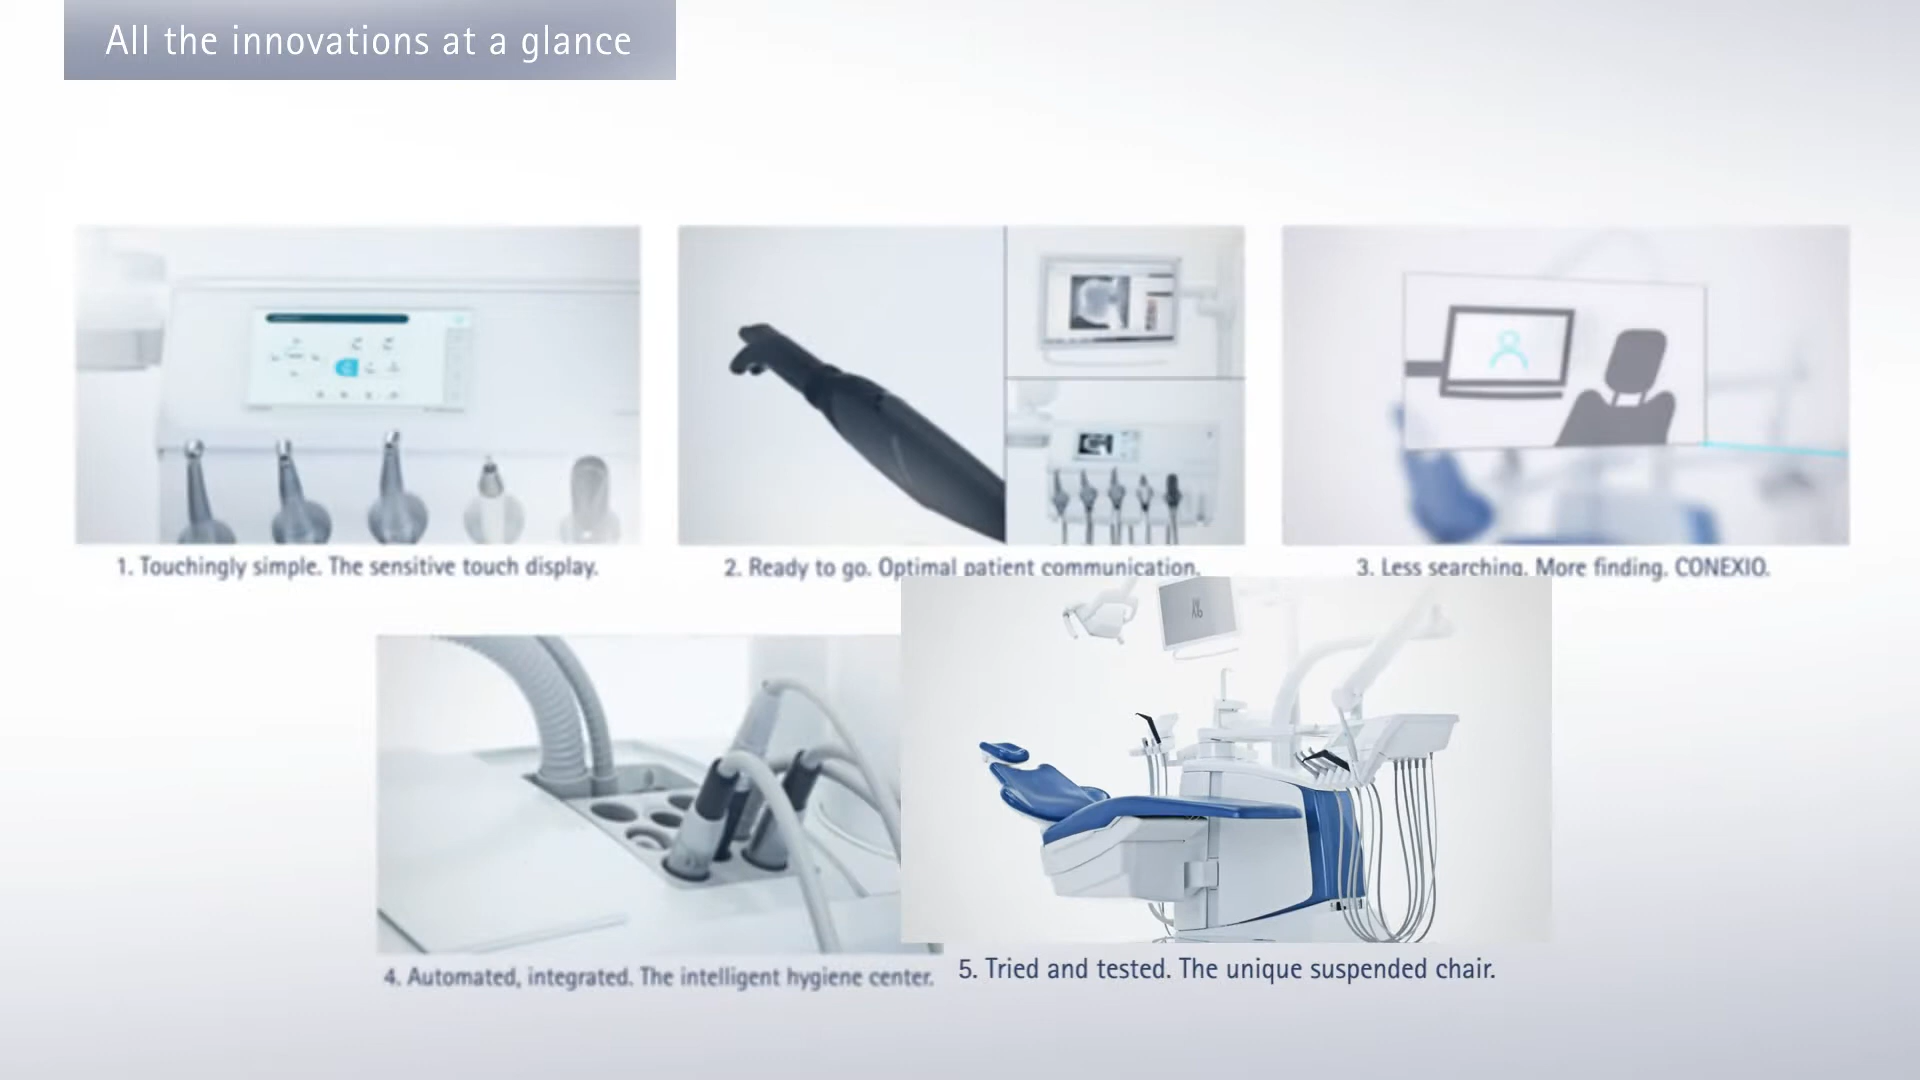 All the innovations at a glance
1. Touchingly simple. The sensitive touch display.
2. Ready to go. Optimal patient communication.
3. Less searching. More finding. CONEXIO.
4. Automated, integrated. The intelligent hygiene center.
5. Tried and tested. The unique suspended chair.